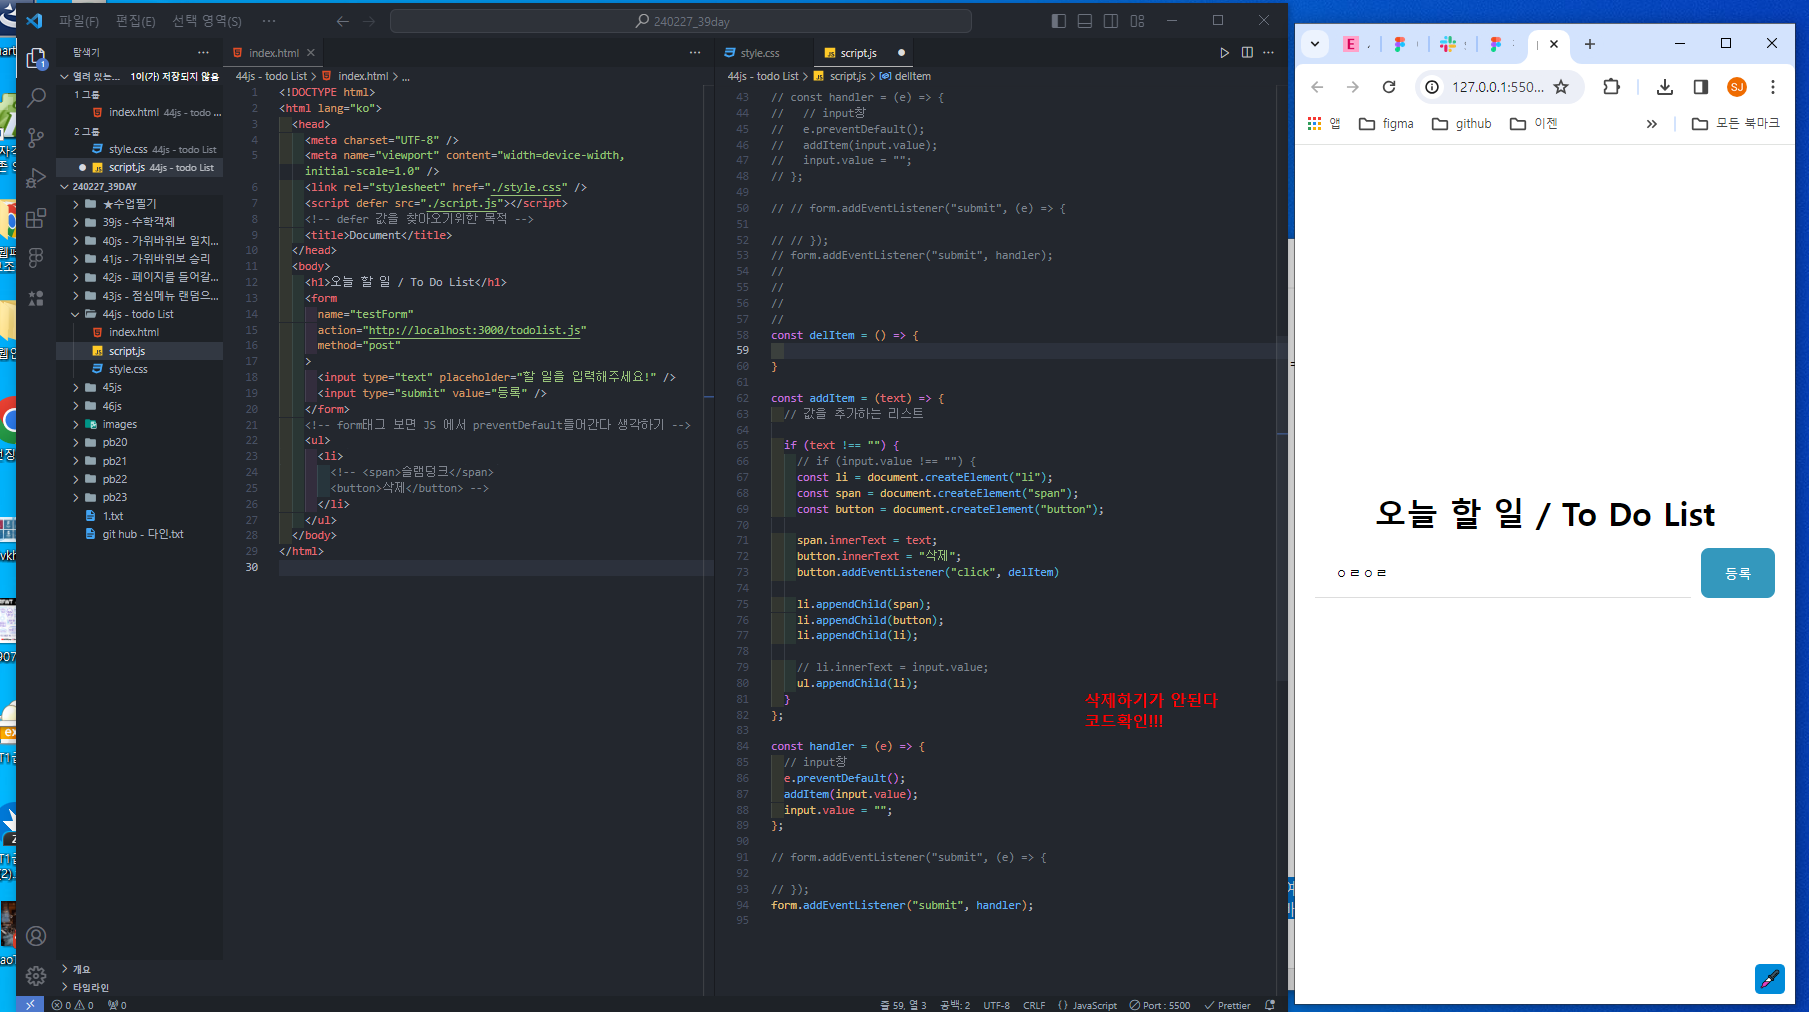 파일(F) 편집(E) 선택 영역(S) ··· 240227_39day
탐색기 ···
열려 있는... 1이(가) 저장되지 않음
1 그룹
index.html 44js - todo ...
2 그룹
style.css 44js - todo List
script.js 44js - todo List
240227_39DAY
★수업필기
39js - 수학객체
40js - 가위바위보 일치...
41js - 가위바위보 승리
42js - 페이지를 들어갈...
43js - 점심메뉴 랜덤으...
44js - todo List
index.html
script.js
style.css
45js
46js
images
pb20
pb21
pb22
pb23
1.txt
git hub - 다인.txt
개요
타임라인
index.html
44js - todo List > index.html > ...
1 <!DOCTYPE html>
2 <html lang="ko">
3 <head>
4 <meta charset="UTF-8" />
5 <meta name="viewport" content="width=device-width,
initial-scale=1.0" />
6 <link rel="stylesheet" href="./style.css" />
7 <script defer src="./script.js"></script>
8 <!-- defer 값을 찾아오기위한 목적 -->
9 <title>Document</title>
10 </head>
11 <body>
12 <h1>오늘 할 일 / To Do List</h1>
13 <form
14 name="testForm"
15 action="http://localhost:3000/todolist.js"
16 method="post"
17 >
18 <input type="text" placeholder="할 일을 입력해주세요!" />
19 <input type="submit" value="등록" />
20 </form>
21 <!-- form태그 보면 JS 에서 preventDefault들어간다 생각하기 -->
22 <ul>
23 <li>
24 <!-- <span>슬램덩크</span>
25 <button>삭제</button> -->
26 </li>
27 </ul>
28 </body>
29 </html>
30
style.css script.js
44js - todo List > script.js > delItem
43 // const handler = (e) => {
44 // // input창
45 // e.preventDefault();
46 // addItem(input.value);
47 // input.value = "";
48 // };
49
50 // // form.addEventListener("submit", (e) => {
51
52 // // });
53 // form.addEventListener("submit", handler);
54 //
55 //
56 //
57 //
58 const delItem = () => {
59
60 }
61
62 const addItem = (text) => {
63 // 값을 추가하는 리스트
64
65 if (text !== "") {
66 // if (input.value !== "") {
67 const li = document.createElement("li");
68 const span = document.createElement("span");
69 const button = document.createElement("button");
70
71 span.innerText = text;
72 button.innerText = "삭제";
73 button.addEventListener("click", delItem)
74
75 li.appendChild(span);
76 li.appendChild(button);
77 li.appendChild(li);
78
79 // li.innerText = input.value;
80 ul.appendChild(li);
81 }
82 };
83
84 const handler = (e) => {
85 // input창
86 e.preventDefault();
87 addItem(input.value);
88 input.value = "";
89 };
90
91 // form.addEventListener("submit", (e) => {
92
93 // });
94 form.addEventListener("submit", handler);
95
삭제하기가 안된다
코드확인!!!
0 0 0
줄 59, 열 3 공백: 2 UTF-8 CRLF {} JavaScript Port : 5500 Prettier
127.0.0.1:550... SJ
앱 figma github 이젠 » 모든 북마크
오늘 할 일 / To Do List
ㅇㄹㅇㄹ
등록